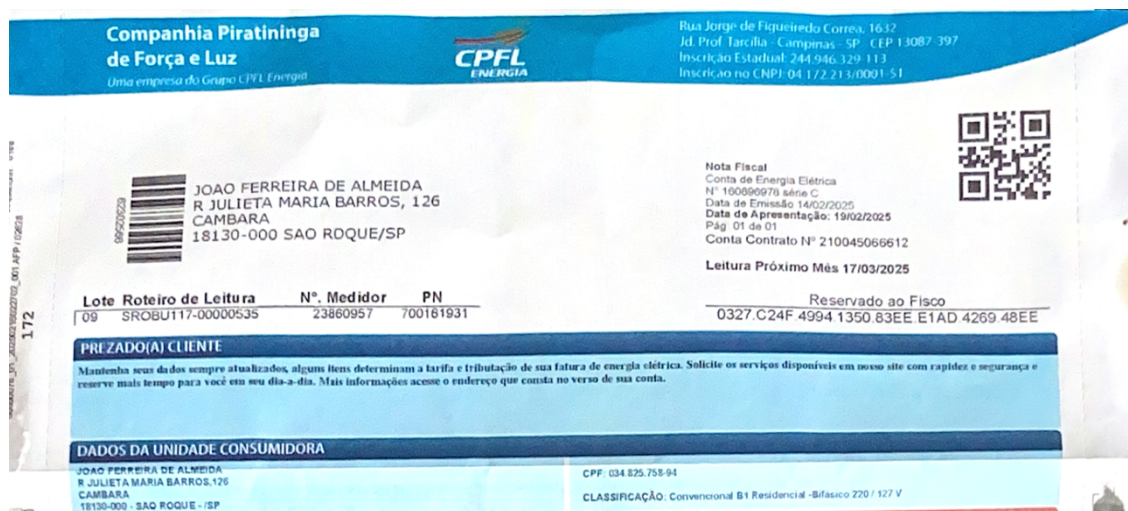 Companhia Piratininga
de Força e Luz
Uma empresa do Grupo CPFL Energia
CPFL
ENERGIA
Rua Jorge de Figueiredo Correa, 1632
Jd. Prof Tarcilia - Campinas - SP CEP 13087-397
Inscrição Estadual: 244.946.329.113
Inscrição no CNPJ: 04.172.213/0001-51
JOAO FERREIRA DE ALMEIDA
R JULIETA MARIA BARROS, 126
CAMBARA
18130-000 SAO ROQUE/SP
Nota Fiscal
Conta de Energia Elétrica
N° 160896978 série C
Data de Emissão 14/02/2025
Data de Apresentação: 19/02/2025
Pág 01 de 01
Conta Contrato N° 210045066612
Leitura Próximo Mês 17/03/2025
Lote Roteiro de Leitura N°. Medidor PN
09 SROBU117-00000535 23860957 700161931
Reservado ao Fisco
0327.C24F.4994.1350.83EE.E1AD.4269.48EE
172
PREZADO(A) CLIENTE
Mantenha seus dados sempre atualizados, alguns itens determinam a tarifa e tributação de sua fatura de energia elétrica. Solicite os serviços disponíveis em nosso site com rapidez e segurança e
reserve mais tempo para você em seu dia-a-dia. Mais informações acesse o endereço que consta no verso de sua conta.
DADOS DA UNIDADE CONSUMIDORA
JOAO FERREIRA DE ALMEIDA
R JULIETA MARIA BARROS,126
CAMBARA
18130-000 - SAO ROQUE - /SP
CPF: 034.825.758-94
CLASSIFICAÇÃO: Convencional B1 Residencial -Bifásico 220 / 127 V